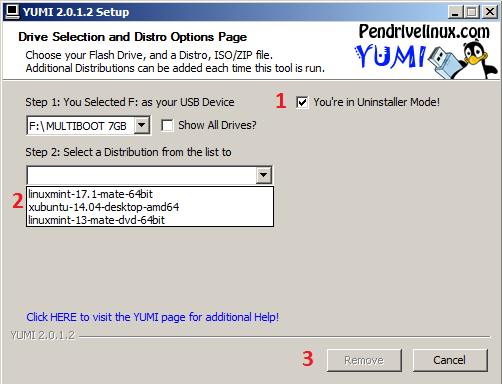 YUMI 2.0.1.2 Setup
Drive Selection and Distro Options Page
Choose your Flash Drive, and a Distro, ISO/ZIP file.
Additional Distributions can be added each time this tool is run.
Pendrivelinux.com
YUMI
Step 1: You Selected F: as your USB Device
1 You're in Uninstaller Mode!
F:\MULTIBOOT 7GB Show All Drives?
Step 2: Select a Distribution from the list to
2
linuxmint-17.1-mate-64bit
xubuntu-14.04-desktop-amd64
linuxmint-13-mate-dvd-64bit
Click HERE to visit the YUMI page for additional Help!
YUMI 2.0.1.2
3 Remove Cancel